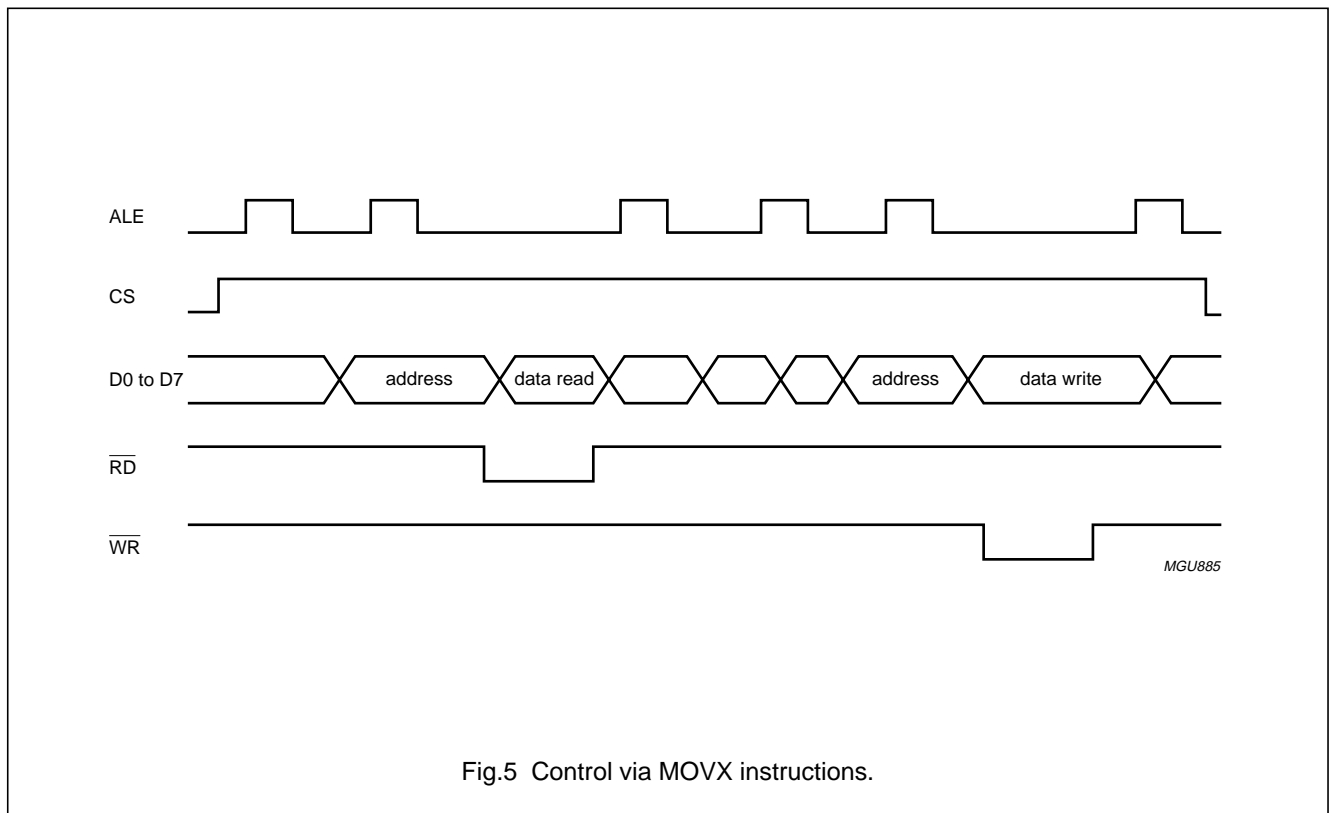 ALE
CS
D0 to D7 address data read address data write
RD
WR
MGU885
Fig.5 Control via MOVX instructions.